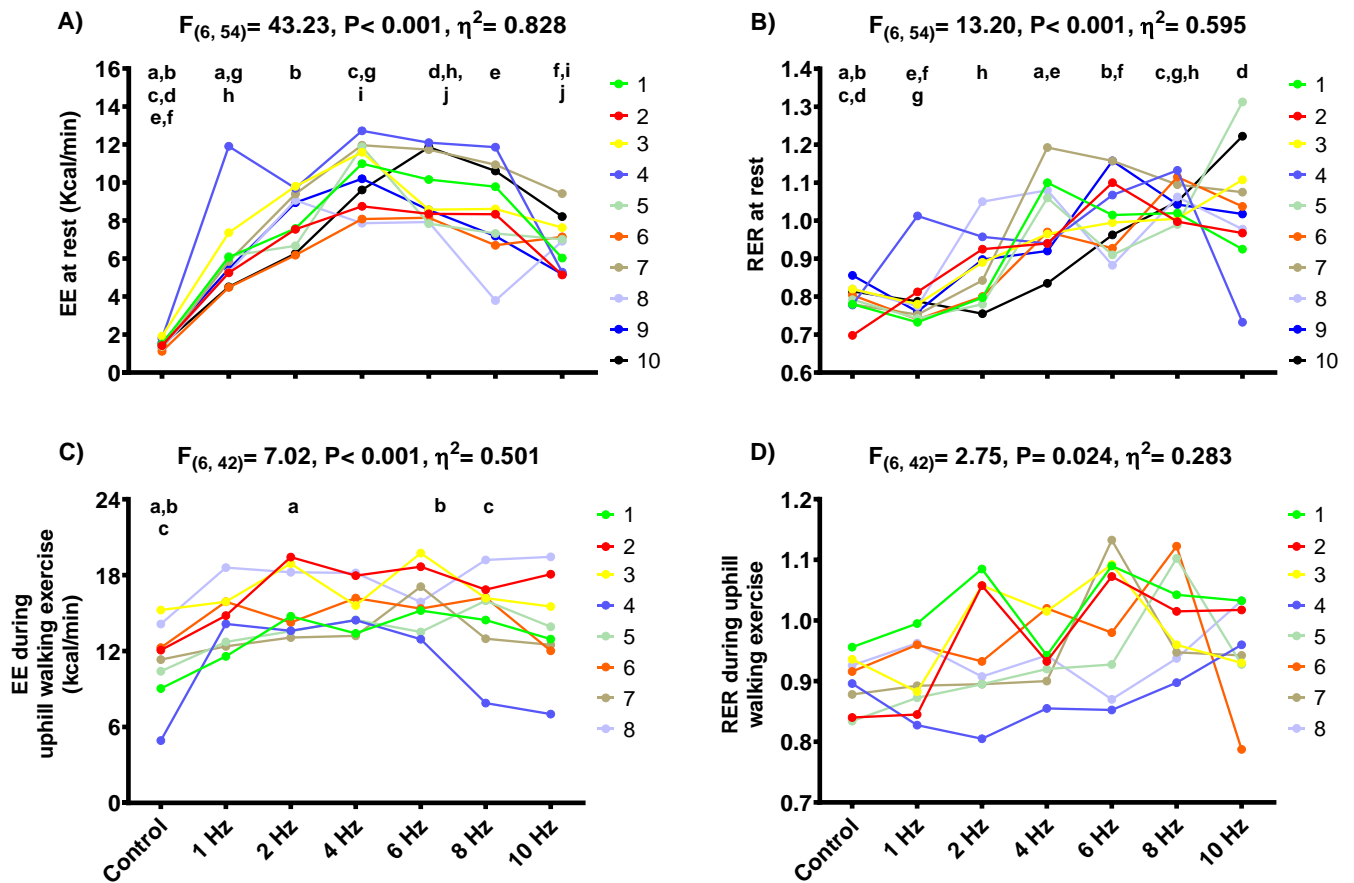 A)
F(6, 54)= 43.23, P< 0.001, η2= 0.828
EE at rest (Kcal/min)
16
14
12
10
8
6
4
2
0
a,b
c,d
e,f
a,g
h
b
c,g
i
d,h,
j
e
f,i
j
1
2
3
4
5
6
7
8
9
10
B)
F(6, 54)= 13.20, P< 0.001, η2= 0.595
RER at rest
1.4
1.3
1.2
1.1
1.0
0.9
0.8
0.7
0.6
a,b
c,d
e,f
g
h
a,e
b,f
c,g,h
d
1
2
3
4
5
6
7
8
9
10
C)
F(6, 42)= 7.02, P< 0.001, η2= 0.501
EE during
uphill walking exercise
(kcal/min)
24
18
12
6
0
a,b
c
a
b
c
1
2
3
4
5
6
7
8
Control
1 Hz
2 Hz
4 Hz
6 Hz
8 Hz
10 Hz
D)
F(6, 42)= 2.75, P= 0.024, η2= 0.283
RER during uphill
walking exercise
1.2
1.1
1.0
0.9
0.8
0.7
1
2
3
4
5
6
7
8
Control
1 Hz
2 Hz
4 Hz
6 Hz
8 Hz
10 Hz